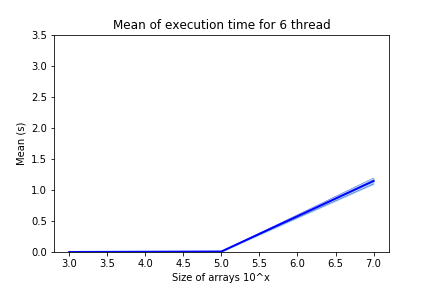 Mean of execution time for 6 thread
3.5
3.0
2.5
2.0
1.5
1.0
0.5
0.0
Mean (s)
3.0 3.5 4.0 4.5 5.0 5.5 6.0 6.5 7.0
Size of arrays 10^x